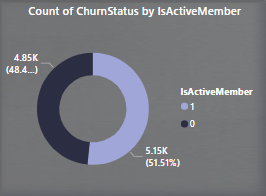 Count of ChurnStatus by IsActiveMember
4.85K
(48.4...)
IsActiveMember
1
0
5.15K
(51.51%)